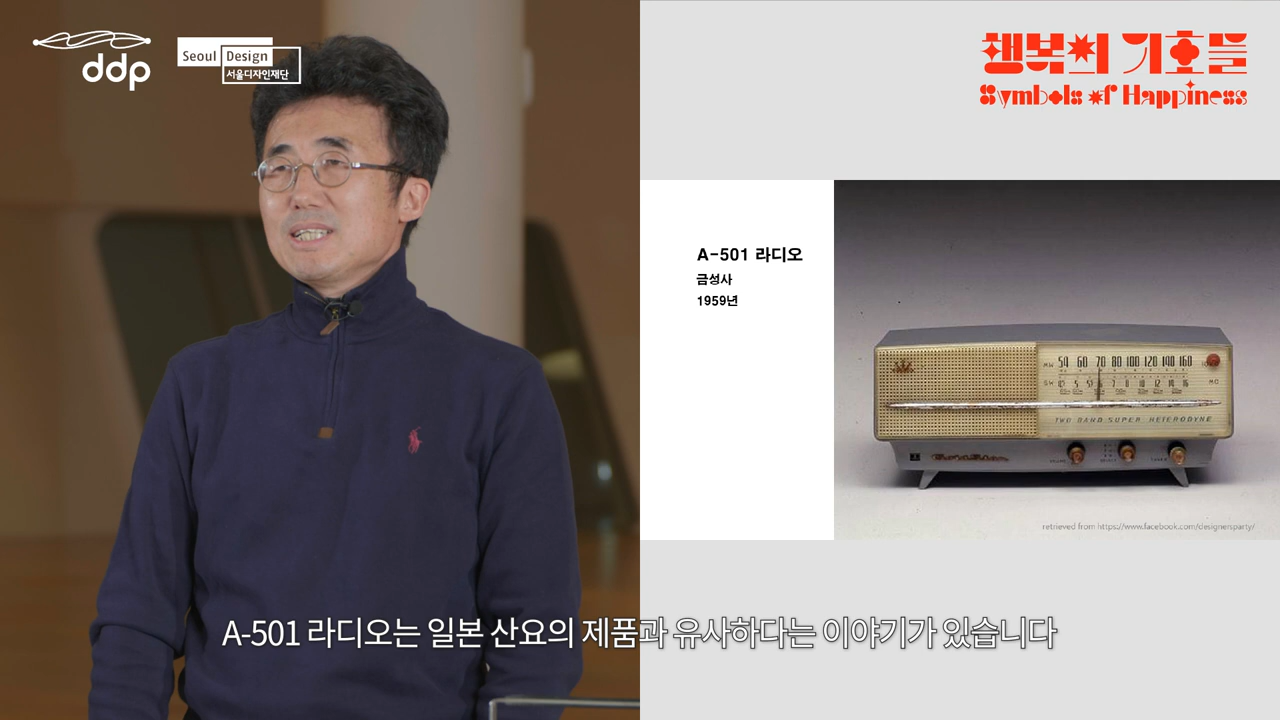 ddp
Seoul Design
서울디자인재단
행복의 기호들
Symbols of Happiness
A-501 라디오
금성사
1959년
MW 54 60 70 80 100 120 140 160
TWO BAND SUPER HETERODYNE
GoldStar
retrieved from https://www.facebook.com/designersparty/
A-501 라디오는 일본 산요의 제품과 유사하다는 이야기가 있습니다